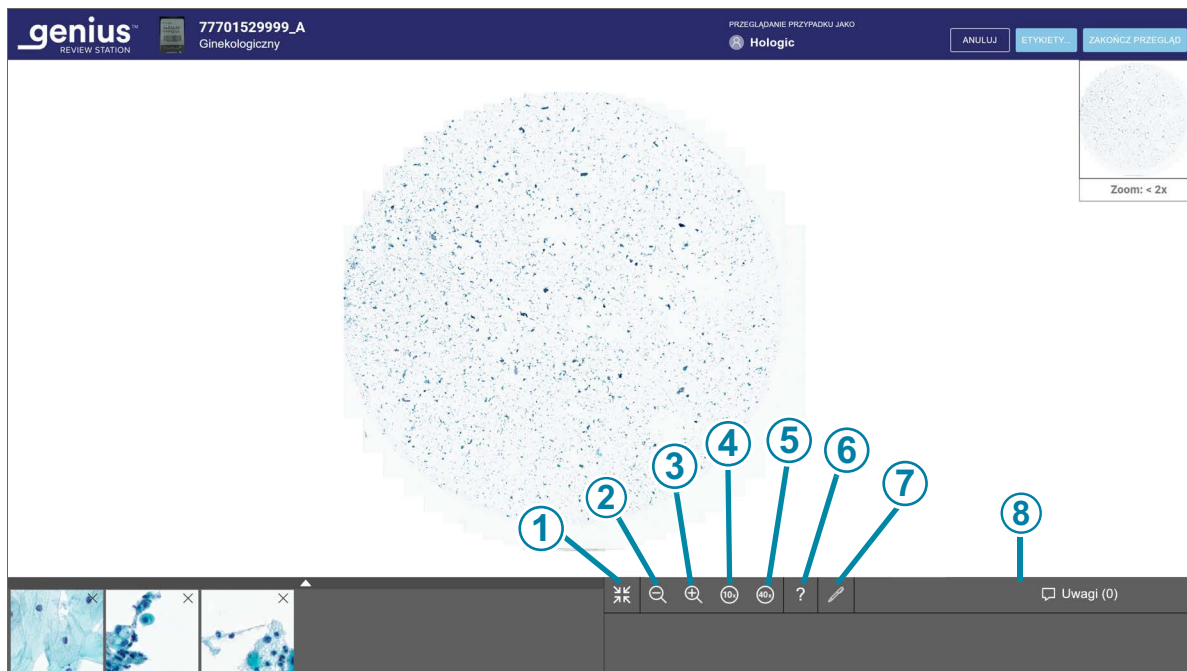 genius™
REVIEW STATION
77701529999_A
Ginekologiczny
PRZEGLĄDANIE PRZYPADKU JAKO
Hologic
ANULUJ
ETYKIETY...
ZAKOŃCZ PRZEGLĄD
Zoom: < 2x
1
2
3
4
5
6
7
8
10x
40x
?
Uwagi (0)